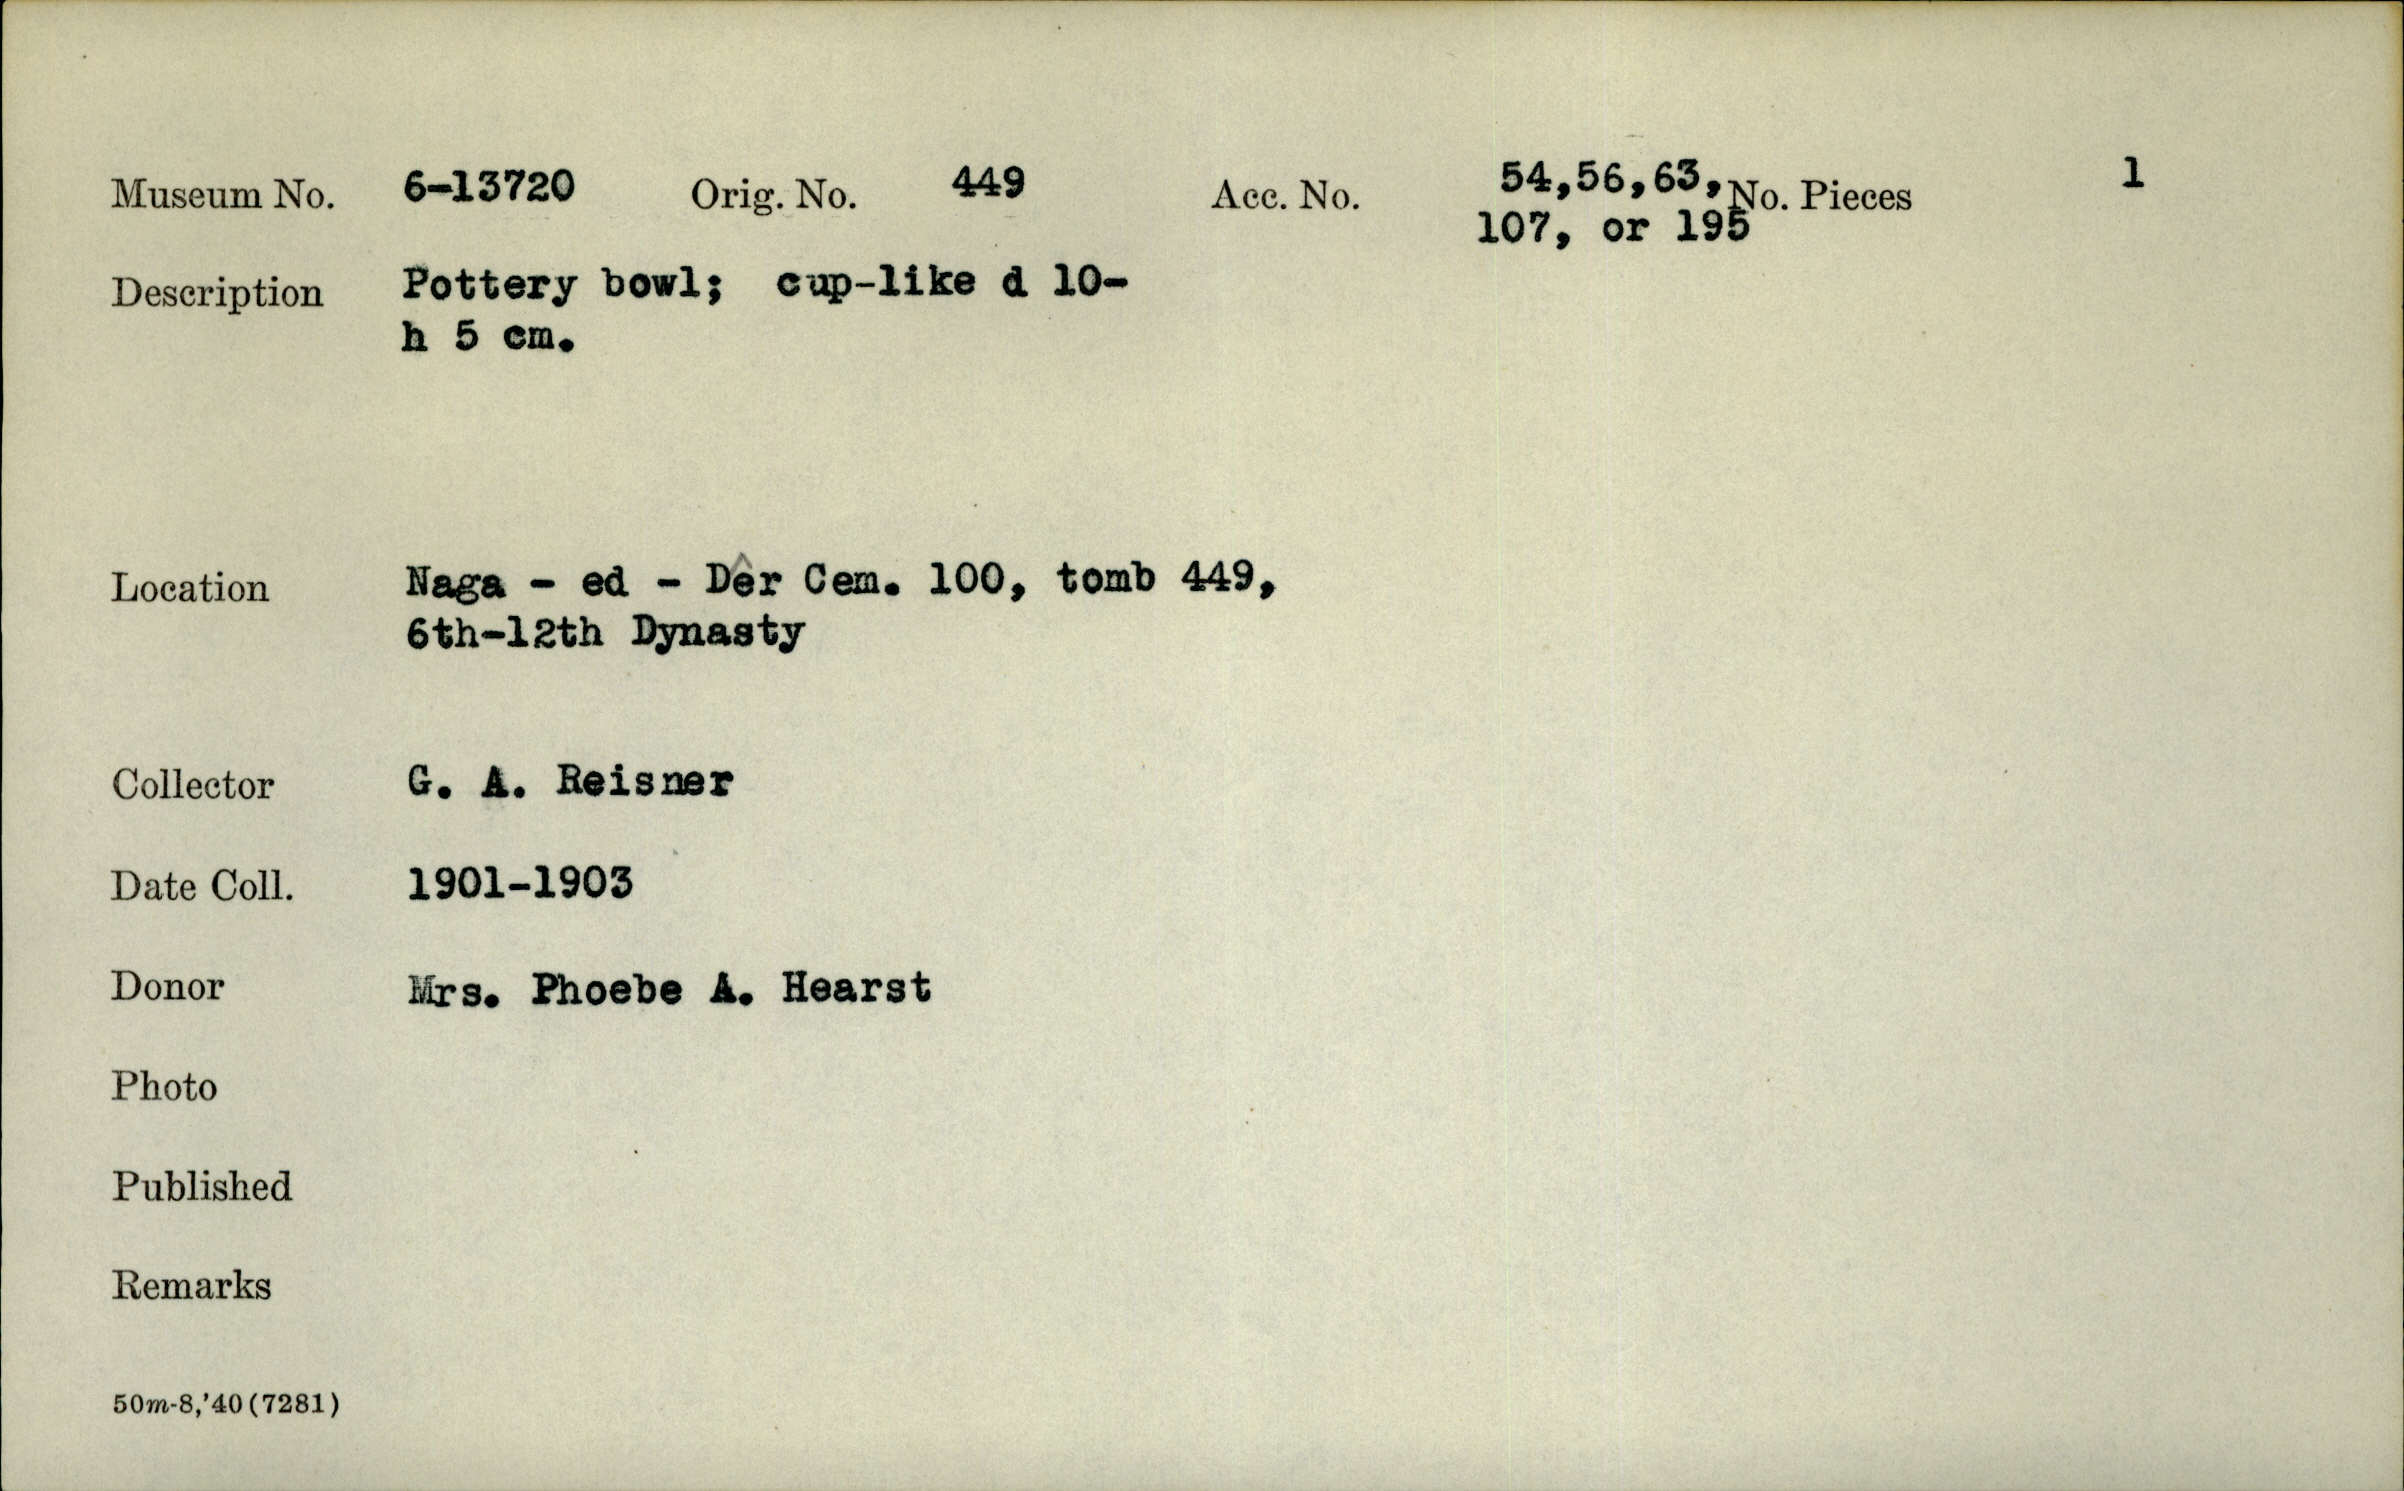 Museum No. 6-13720 Orig. No. 449 Acc. No. 54,56,63, No. Pieces 1
107, or 195
Description Pottery bowl; cup-like d 10-
h 5 cm.
Location Naga - ed - Dêr Cem. 100, tomb 449,
6th-12th Dynasty
Collector G. A. Reisner
Date Coll. 1901-1903
Donor Mrs. Phoebe A. Hearst
Photo
Published
Remarks
50m-8,'40(7281)